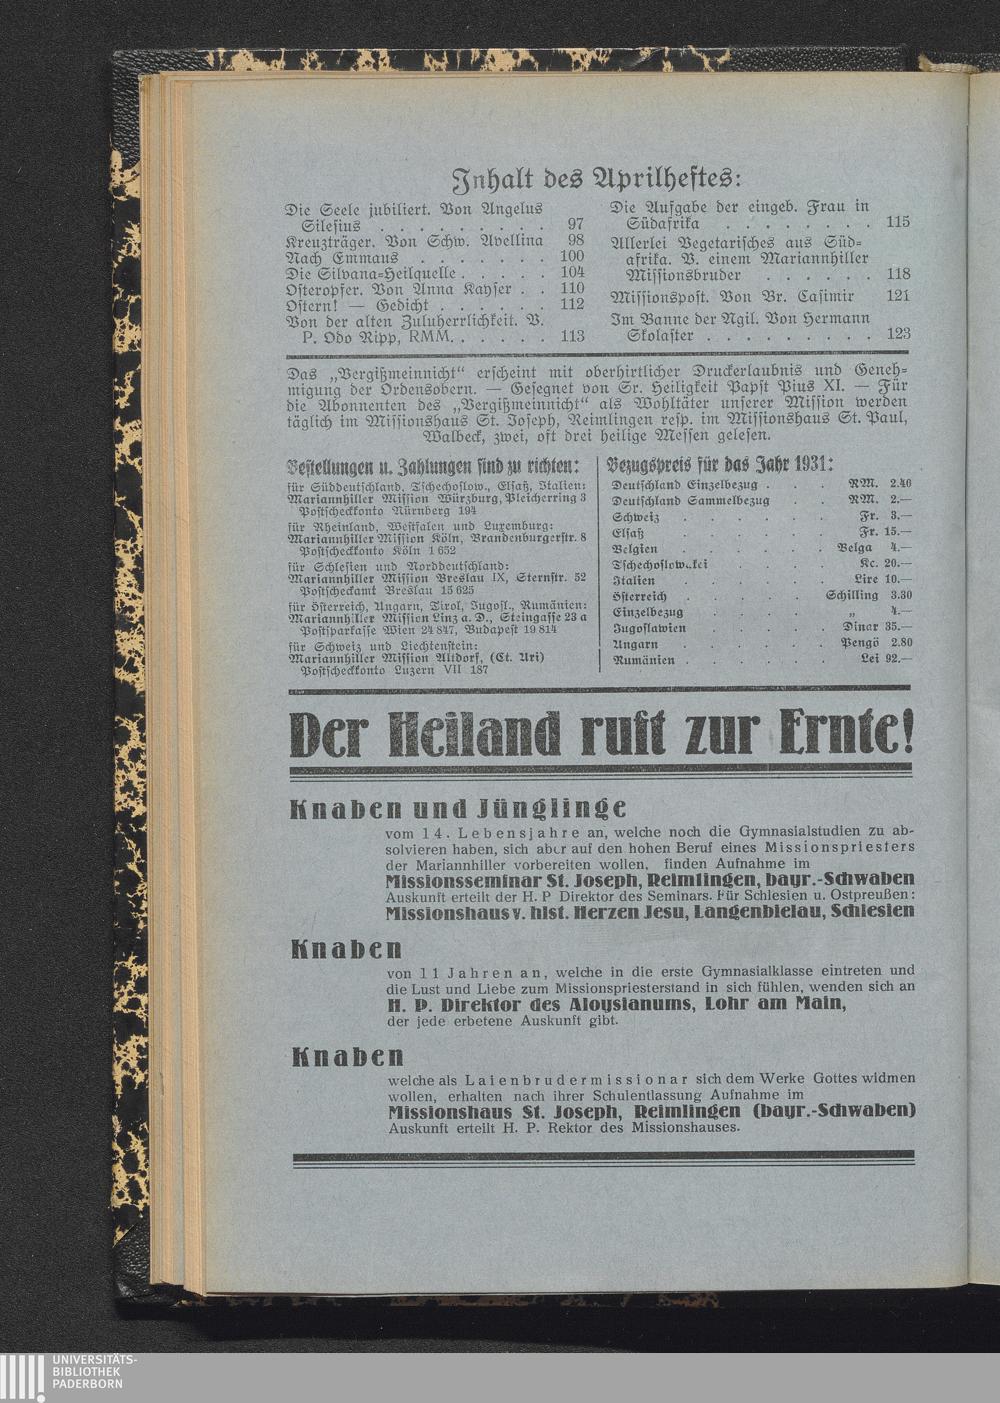 Inhalt des Aprilheftes:
Die Seele jubiliert. Von Angelus
Silesius . . . . . . . . . 97
Kreuzträger. Von Schw. Avellina 98
Nach Emmaus . . . . . . . 100
Die Silvana-Heilquelle . . . . . 104
Osteropfer. Von Anna Kayser . . 110
Ostern! — Gedicht . . . . . . 112
Von der alten Zuluherrlichkeit. V.
P. Odo Ripp, RMM. . . . . . 113
Die Aufgabe der eingeb. Frau in
Südafrika . . . . . . . . 115
Allerlei Vegetarisches aus Süd-
afrika. V. einem Mariannhiller
Missionsbruder . . . . . . 118
Missionspost. Von Br. Casimir 121
Im Banne der Ngil. Von Hermann
Skolaster . . . . . . . . . 123
Das „Vergißmeinnicht“ erscheint mit oberhirtlicher Druckerlaubnis und Geneh-
migung der Ordensobern. — Gesegnet von Sr. Heiligkeit Papst Pius XI. — Für
die Abonnenten des „Vergißmeinnicht“ als Wohltäter unserer Mission werden
täglich im Missionshaus St. Joseph, Reimlingen resp. im Missionshaus St. Paul,
Walbeck, zwei, oft drei heilige Messen gelesen.
Bestellungen u. Zahlungen sind zu richten:
für Süddeutschland, Tschechoslow., Elsaß, Italien:
Mariannhiller Mission Würzburg, Pleicherring 3
Postscheckkonto Nürnberg 194
für Rheinland, Westfalen und Luxemburg:
Mariannhiller Mission Köln, Brandenburgerstr. 8
Postscheckkonto Köln 1 652
für Schlesien und Norddeutschland:
Mariannhiller Mission Breslau IX, Sternstr. 52
Postscheckamt Breslau 15 625
für Österreich, Ungarn, Tirol, Jugosl., Rumänien:
Mariannhiller Mission Linz a. D., Steingasse 23 a
Postsparkasse Wien 24 847, Budapest 19 814
für Schweiz und Liechtenstein:
Mariannhiller Mission Altdorf, (Ct. Uri)
Postscheckkonto Luzern VII 187
Bezugspreis für das Jahr 1931:
Deutschland Einzelbezug . . . RM. 2.40
Deutschland Sammelbezug . . RM. 2.—
Schweiz . . . . . . Fr. 3.—
Elsaß . . . . . . Fr. 15.—
Belgien . . . . . . Belga 4.—
Tschechoslowakei . . . . Kc. 20.—
Italien . . . . . . Lire 10.—
Österreich . . . . . Schilling 3.30
Einzelbezug . . . . . „ 4.—
Jugoslawien . . . . . Dinar 35.—
Ungarn . . . . . . Pengö 2.80
Rumänien . . . . . . Lei 92.—
Der Heiland ruft zur Ernte!
Knaben und Jünglinge
vom 14. Lebensjahre an, welche noch die Gymnasialstudien zu ab-
solvieren haben, sich aber auf den hohen Beruf eines Missionspriesters
der Mariannhiller vorbereiten wollen, finden Aufnahme im
Missionsseminar St. Joseph, Reimlingen, bayr.-Schwaben
Auskunft erteilt der H. P Direktor des Seminars. Für Schlesien u. Ostpreußen:
Missionshaus v. hlst. Herzen Jesu, Langenbielau, Schlesien
Knaben
von 11 Jahren an, welche in die erste Gymnasialklasse eintreten und
die Lust und Liebe zum Missionspriesterstand in sich fühlen, wenden sich an
H. P. Direktor des Aloysianums, Lohr am Main,
der jede erbetene Auskunft gibt.
Knaben
welche als Laienbrudermissionar sich dem Werke Gottes widmen
wollen, erhalten nach ihrer Schulentlassung Aufnahme im
Missionshaus St. Joseph, Reimlingen (bayr.-Schwaben)
Auskunft erteilt H. P. Rektor des Missionshauses.
UNIVERSITÄTS-
BIBLIOTHEK
PADERBORN